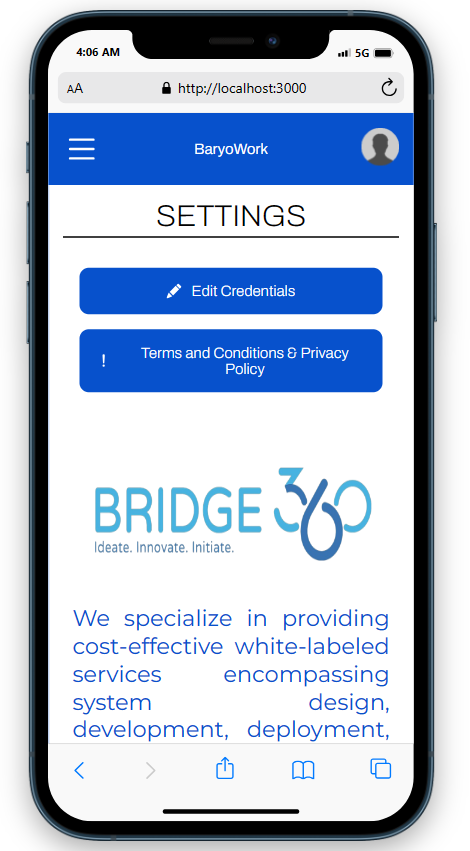 4:06 AM 5G
AA http://localhost:3000
BaryoWork
SETTINGS
Edit Credentials
! Terms and Conditions & Privacy
Policy
BRIDGE 360
Ideate. Innovate. Initiate.
We specialize in providing
cost-effective white-labeled
services encompassing
system design,
development, deployment,